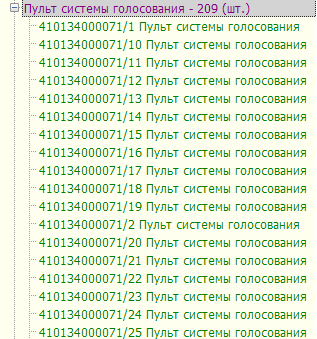 Пульт системы голосования - 209 (шт.)
410134000071/1 Пульт системы голосования
410134000071/10 Пульт системы голосования
410134000071/11 Пульт системы голосования
410134000071/12 Пульт системы голосования
410134000071/13 Пульт системы голосования
410134000071/14 Пульт системы голосования
410134000071/15 Пульт системы голосования
410134000071/16 Пульт системы голосования
410134000071/17 Пульт системы голосования
410134000071/18 Пульт системы голосования
410134000071/19 Пульт системы голосования
410134000071/2 Пульт системы голосования
410134000071/20 Пульт системы голосования
410134000071/21 Пульт системы голосования
410134000071/22 Пульт системы голосования
410134000071/23 Пульт системы голосования
410134000071/24 Пульт системы голосования
410134000071/25 Пульт системы голосования